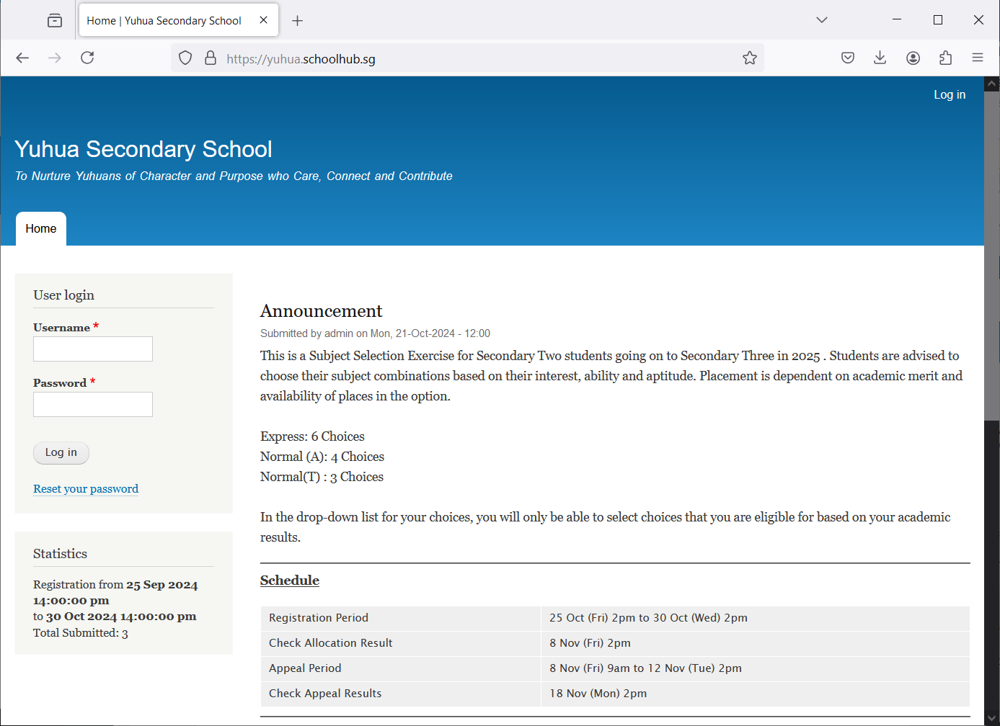 Home | Yuhua Secondary School
https://yuhua.schoolhub.sg
Log in
Yuhua Secondary School
To Nurture Yuhuans of Character and Purpose who Care, Connect and Contribute
Home
User login
Username *
Password *
Log in
Reset your password
Statistics
Registration from 25 Sep 2024
14:00:00 pm
to 30 Oct 2024 14:00:00 pm
Total Submitted: 3
Announcement
Submitted by admin on Mon, 21-Oct-2024 - 12:00
This is a Subject Selection Exercise for Secondary Two students going on to Secondary Three in 2025 . Students are advised to
choose their subject combinations based on their interest, ability and aptitude. Placement is dependent on academic merit and
availability of places in the option.
Express: 6 Choices
Normal (A): 4 Choices
Normal(T) : 3 Choices
In the drop-down list for your choices, you will only be able to select choices that you are eligible for based on your academic
results.
Schedule
Registration Period 25 Oct (Fri) 2pm to 30 Oct (Wed) 2pm
Check Allocation Result 8 Nov (Fri) 2pm
Appeal Period 8 Nov (Fri) 9am to 12 Nov (Tue) 2pm
Check Appeal Results 18 Nov (Mon) 2pm